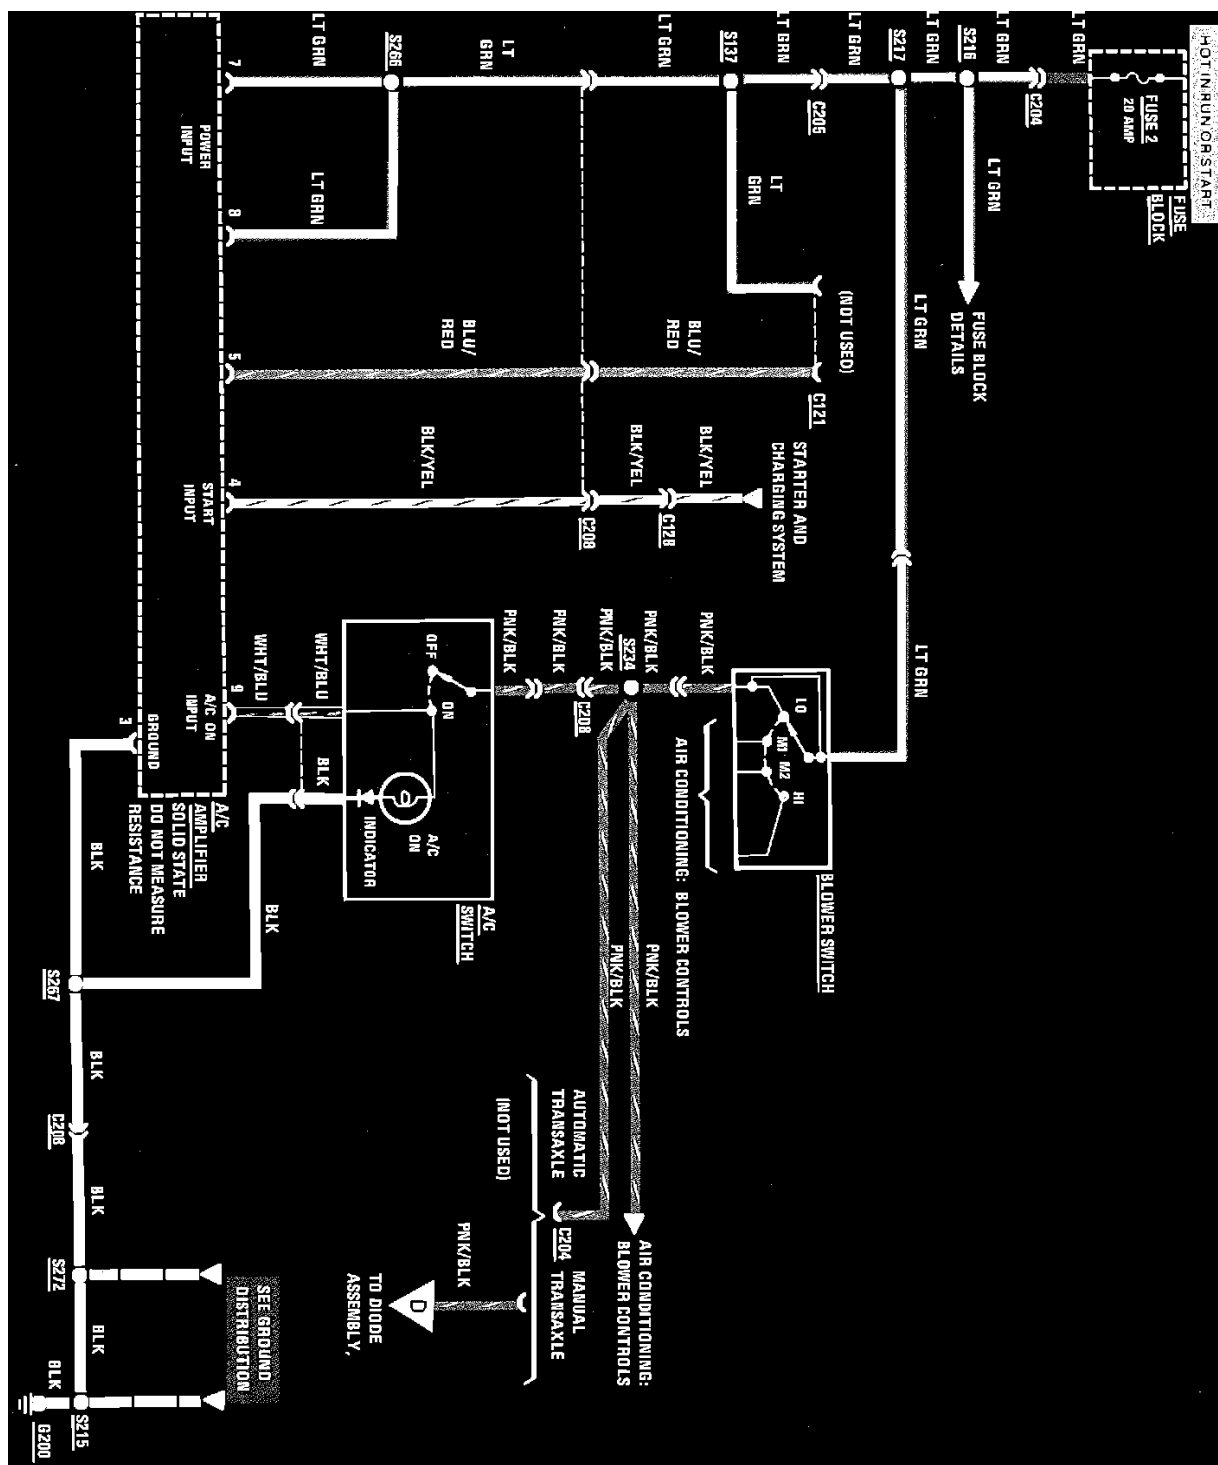 HOT IN RUN OR START
FUSE
BLOCK
FUSE 2
20 AMP
LT GRN
C204
LT GRN
S216
LT GRN
FUSE BLOCK
DETAILS
LT GRN
S217
LT GRN
LT GRN
LT GRN
C205
LT GRN
S137
LT
GRN
(NOT USED)
C121
LT GRN
LT
GRN
S266
LT GRN
LT GRN
7
POWER
INPUT
8
BLU/
RED
BLU/
RED
5
STARTER AND
CHARGING SYSTEM
BLK/YEL
C128
BLK/YEL
C208
BLK/YEL
4
START
INPUT
BLOWER SWITCH
LO
M1
M2
HI
AIR CONDITIONING: BLOWER CONTROLS
PNK/BLK
PNK/BLK
S234
PNK/BLK
C208
PNK/BLK
PNK/BLK
OFF
ON
A/C
ON
INDICATOR
A/C
SWITCH
WHT/BLU
WHT/BLU
9
A/C ON
INPUT
BLK
3
GROUND
A/C
AMPLIFIER
SOLID STATE
DO NOT MEASURE
RESISTANCE
BLK
BLK
S267
BLK
C208
BLK
S272
BLK
SEE GROUND
DISTRIBUTION
BLK
S215
G200
PNK/BLK
PNK/BLK
AIR CONDITIONING:
BLOWER CONTROLS
AUTOMATIC
TRANSAXLE
C204
MANUAL
TRANSAXLE
(NOT USED)
PNK/BLK
D
TO DIODE
ASSEMBLY,